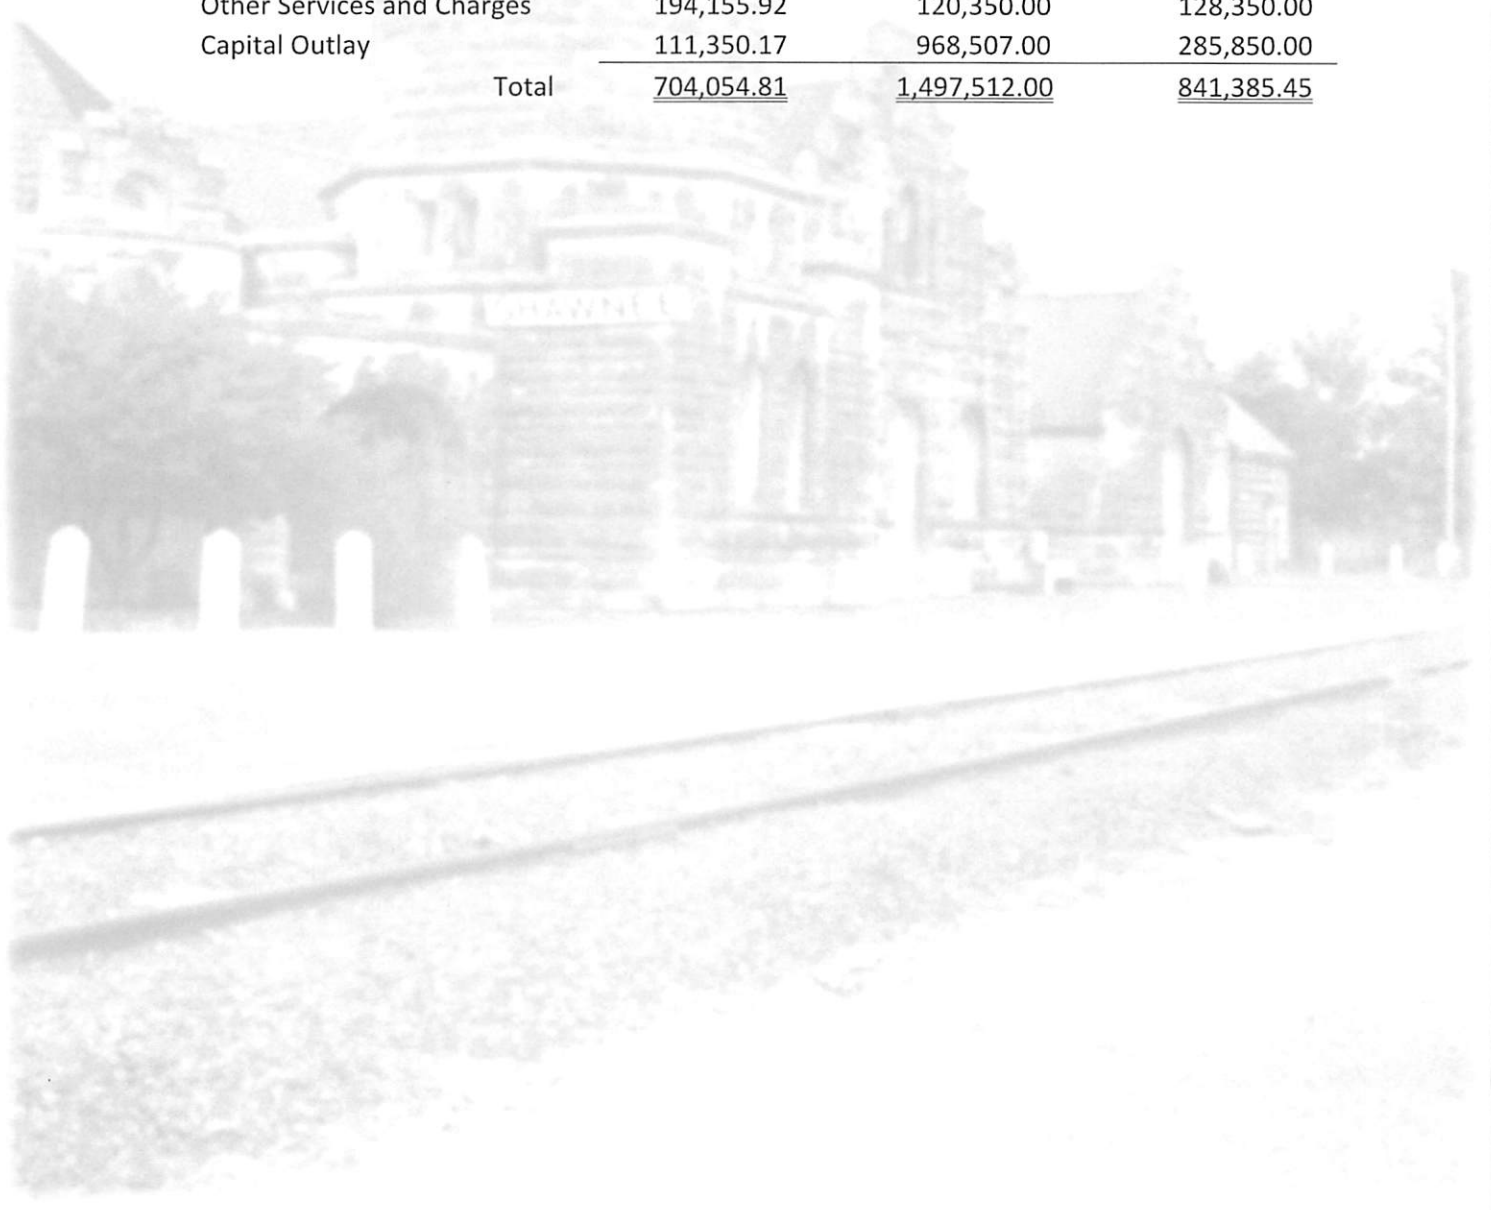 Other Services and Charges 194,155.92 120,350.00 128,350.00
Capital Outlay 111,350.17 968,507.00 285,850.00
Total 704,054.81 1,497,512.00 841,385.45